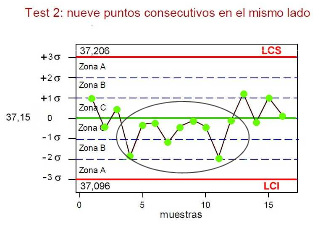 Test 2: nueve puntos consecutivos en el mismo lado
37,206 LCS
+3σ
Zona A
+2σ
Zona B
+1σ
Zona C
37,15 0
Zona C
-1σ
Zona B
-2σ
Zona A
-3σ
37,096 LCI
0 5 10 15
muestras